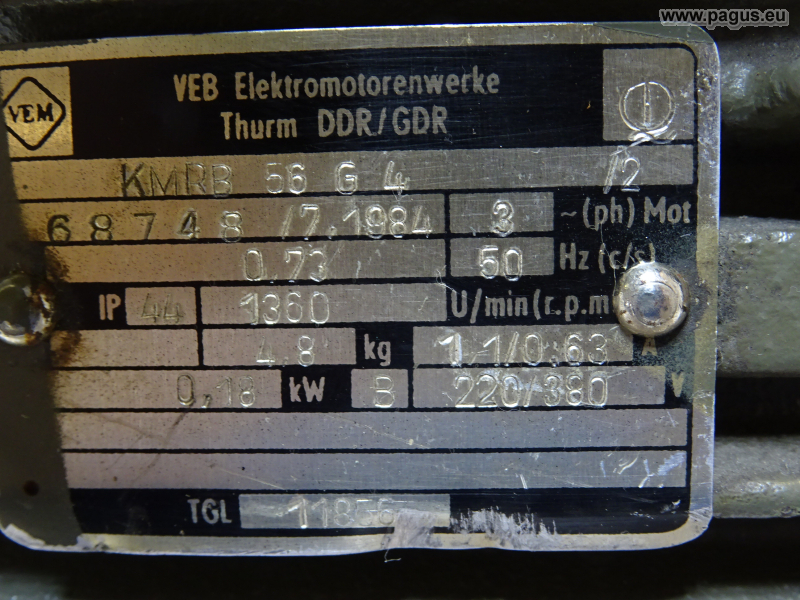 www.pagus.eu
VEM
VEB Elektromotorenwerke
Thurm DDR/GDR
KMRB 56 G 4 /2
68748 /7.1984 3 ~(ph) Mot
0,73 50 Hz (c/s)
IP 44 1360 U/min(r.p.m
4.8 kg 1.1/0.63 A
0,18 kW B 220/380 V
TGL